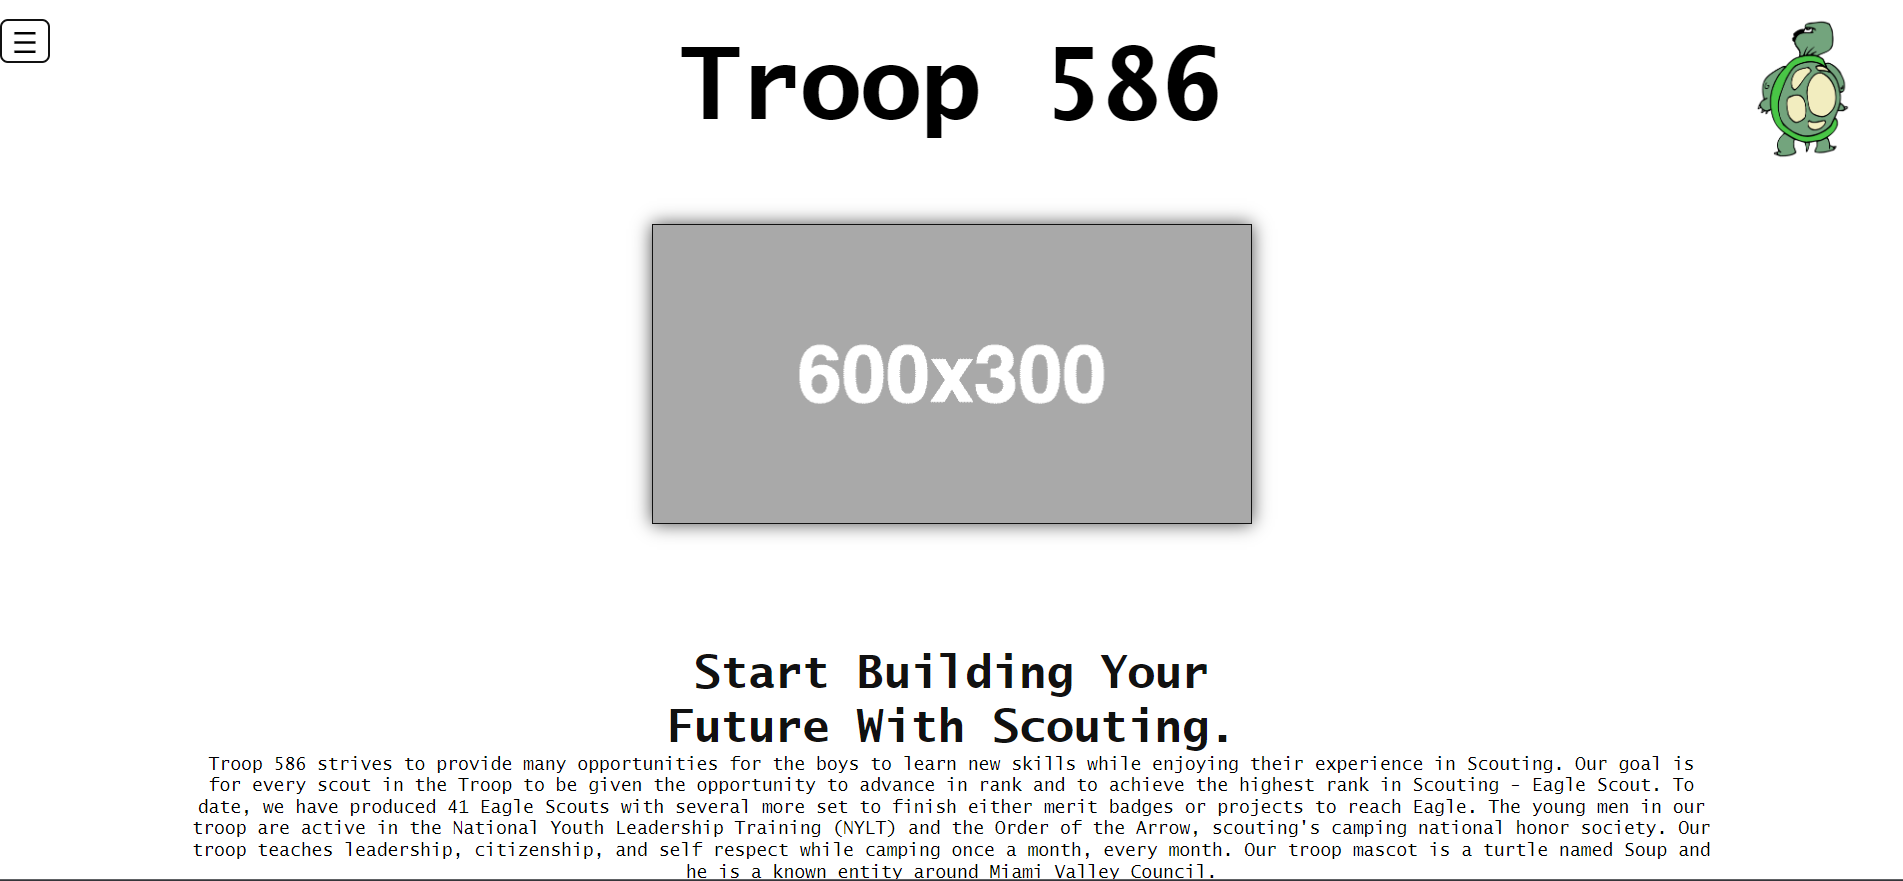 ☰
Troop 586
600x300
Start Building Your
Future With Scouting.
Troop 586 strives to provide many opportunities for the boys to learn new skills while enjoying their experience in Scouting. Our goal is
for every scout in the Troop to be given the opportunity to advance in rank and to achieve the highest rank in Scouting - Eagle Scout. To
date, we have produced 41 Eagle Scouts with several more set to finish either merit badges or projects to reach Eagle. The young men in our
troop are active in the National Youth Leadership Training (NYLT) and the Order of the Arrow, scouting's camping national honor society. Our
troop teaches leadership, citizenship, and self respect while camping once a month, every month. Our troop mascot is a turtle named Soup and
he is a known entity around Miami Valley Council.